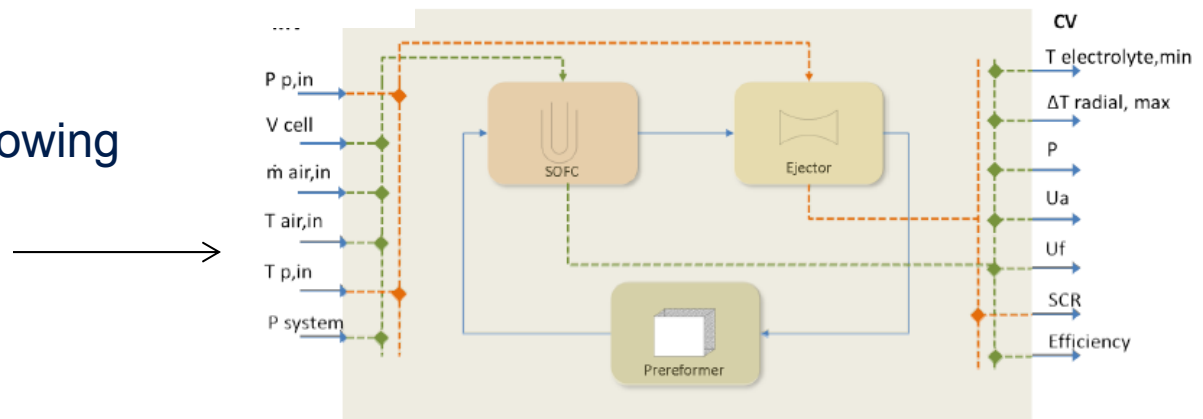 owing
P p,in
V cell
ṁ air,in
T air,in
T p,in
P system
SOFC
Ejector
Prereformer
CV
T electrolyte,min
ΔT radial, max
P
Ua
Uf
SCR
Efficiency